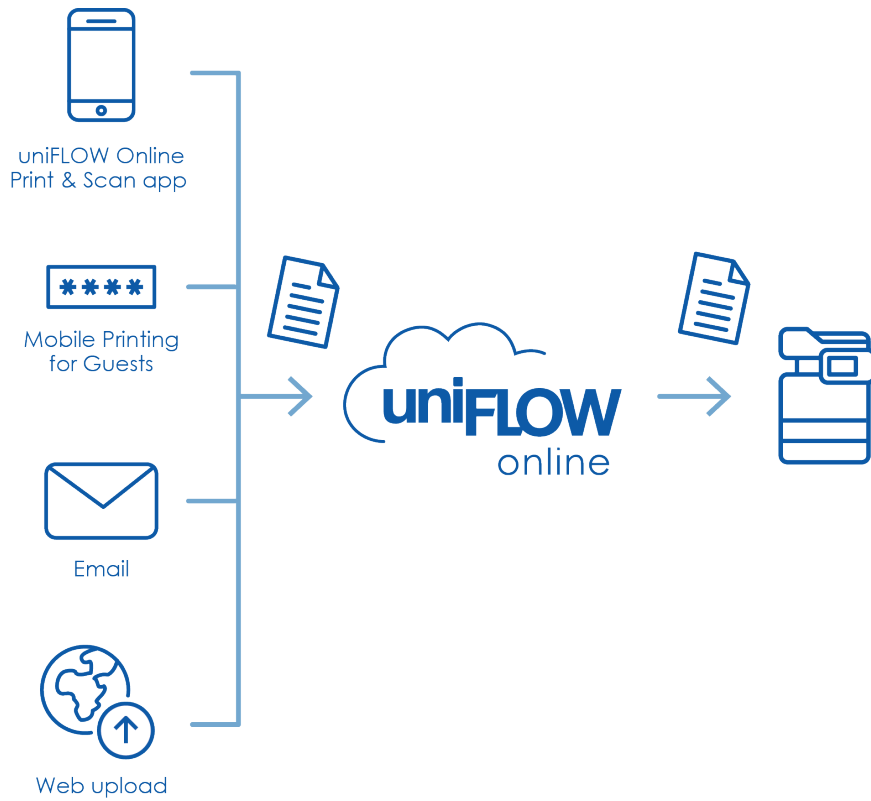 uniFLOW Online
Print & Scan app
****
Mobile Printing
for Guests
uniFLOW
online
Email
Web upload